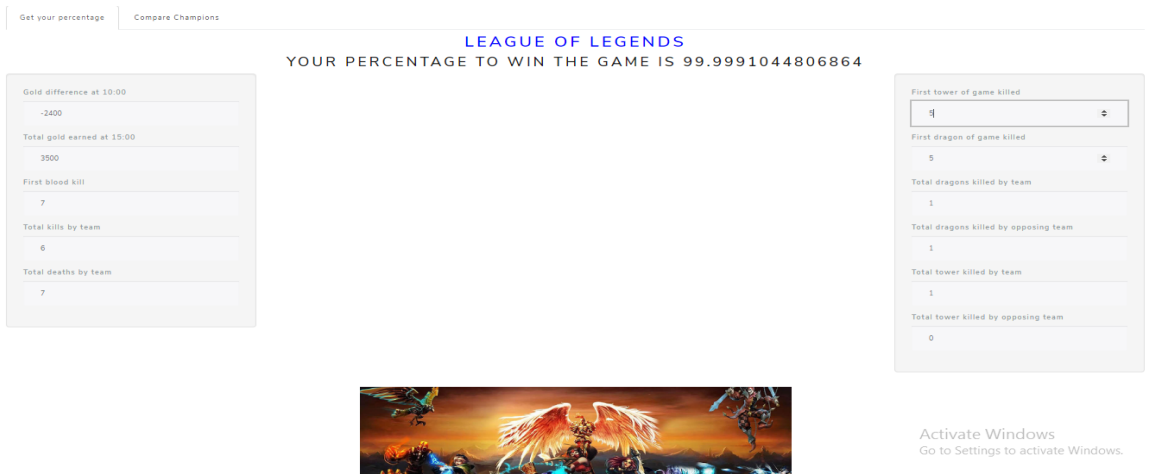 Get your percentage Compare Champions
LEAGUE OF LEGENDS
YOUR PERCENTAGE TO WIN THE GAME IS 99.9991044806864
Gold difference at 10:00
-2400
Total gold earned at 15:00
3500
First blood kill
7
Total kills by team
6
Total deaths by team
7
First tower of game killed
5
First dragon of game killed
5
Total dragons killed by team
1
Total dragons killed by opposing team
1
Total tower killed by team
1
Total tower killed by opposing team
0
Activate Windows
Go to Settings to activate Windows.